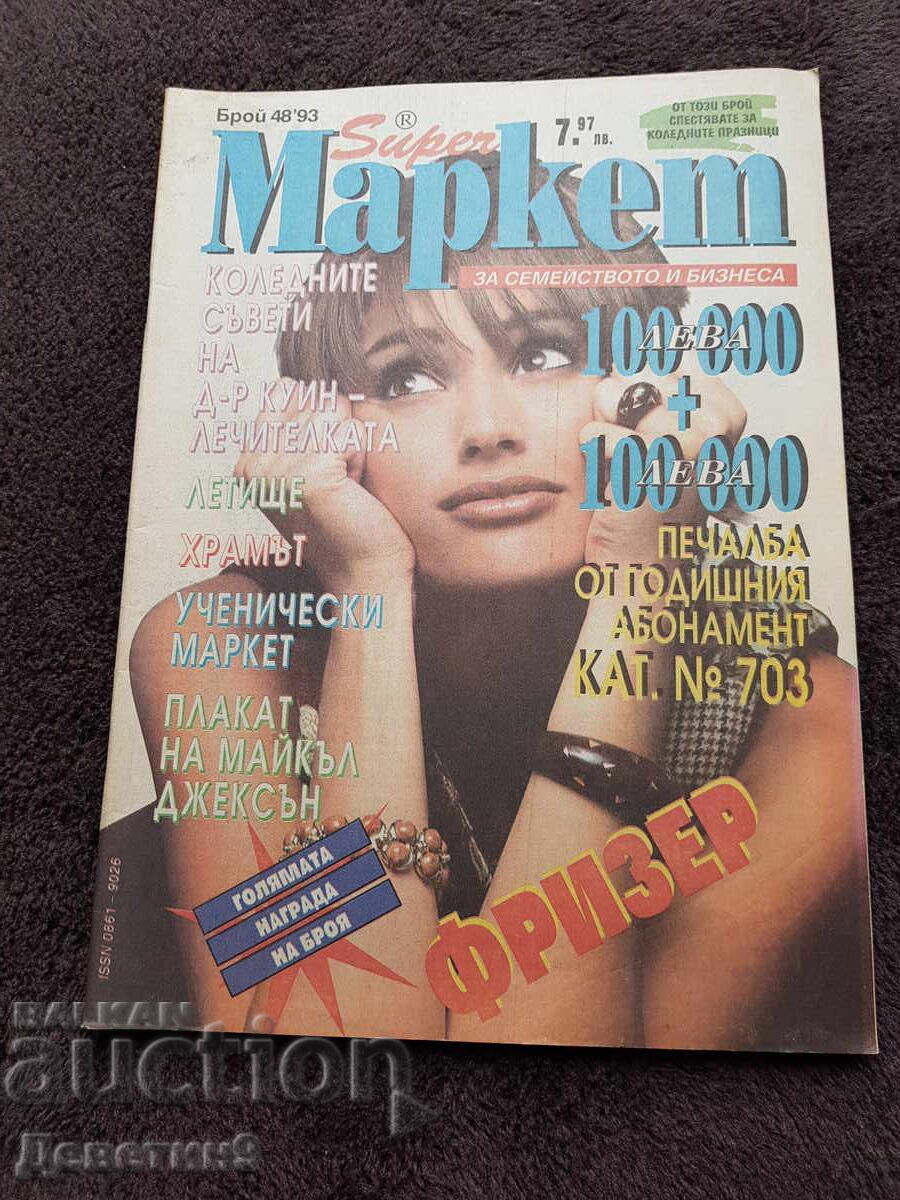 Брой 48'93
Super ®
Маркет
7.97 лв.
ОТ ТОЗИ БРОЙ
СПЕСТЯВАТЕ ЗА
КОЛЕДНИТЕ ПРАЗНИЦИ
ЗА СЕМЕЙСТВОТО И БИЗНЕСА
КОЛЕДНИТЕ
СЪВЕТИ
НА
Д-Р КУИН –
ЛЕЧИТЕЛКАТА
ЛЕТИЩЕ
ХРАМЪТ
УЧЕНИЧЕСКИ
МАРКЕТ
ПЛАКАТ
НА МАЙКЪЛ
ДЖЕКСЪН
100 000
ЛЕВА
+
100 000
ЛЕВА
ПЕЧАЛБА
ОТ ГОДИШНИЯ
АБОНАМЕНТ
КАТ. № 703
ГОЛЯМАТА
НАГРАДА
НА БРОЯ
ФРИЗЕР
ISSN 0861 - 9026
BALKAN
auction
Деветин9